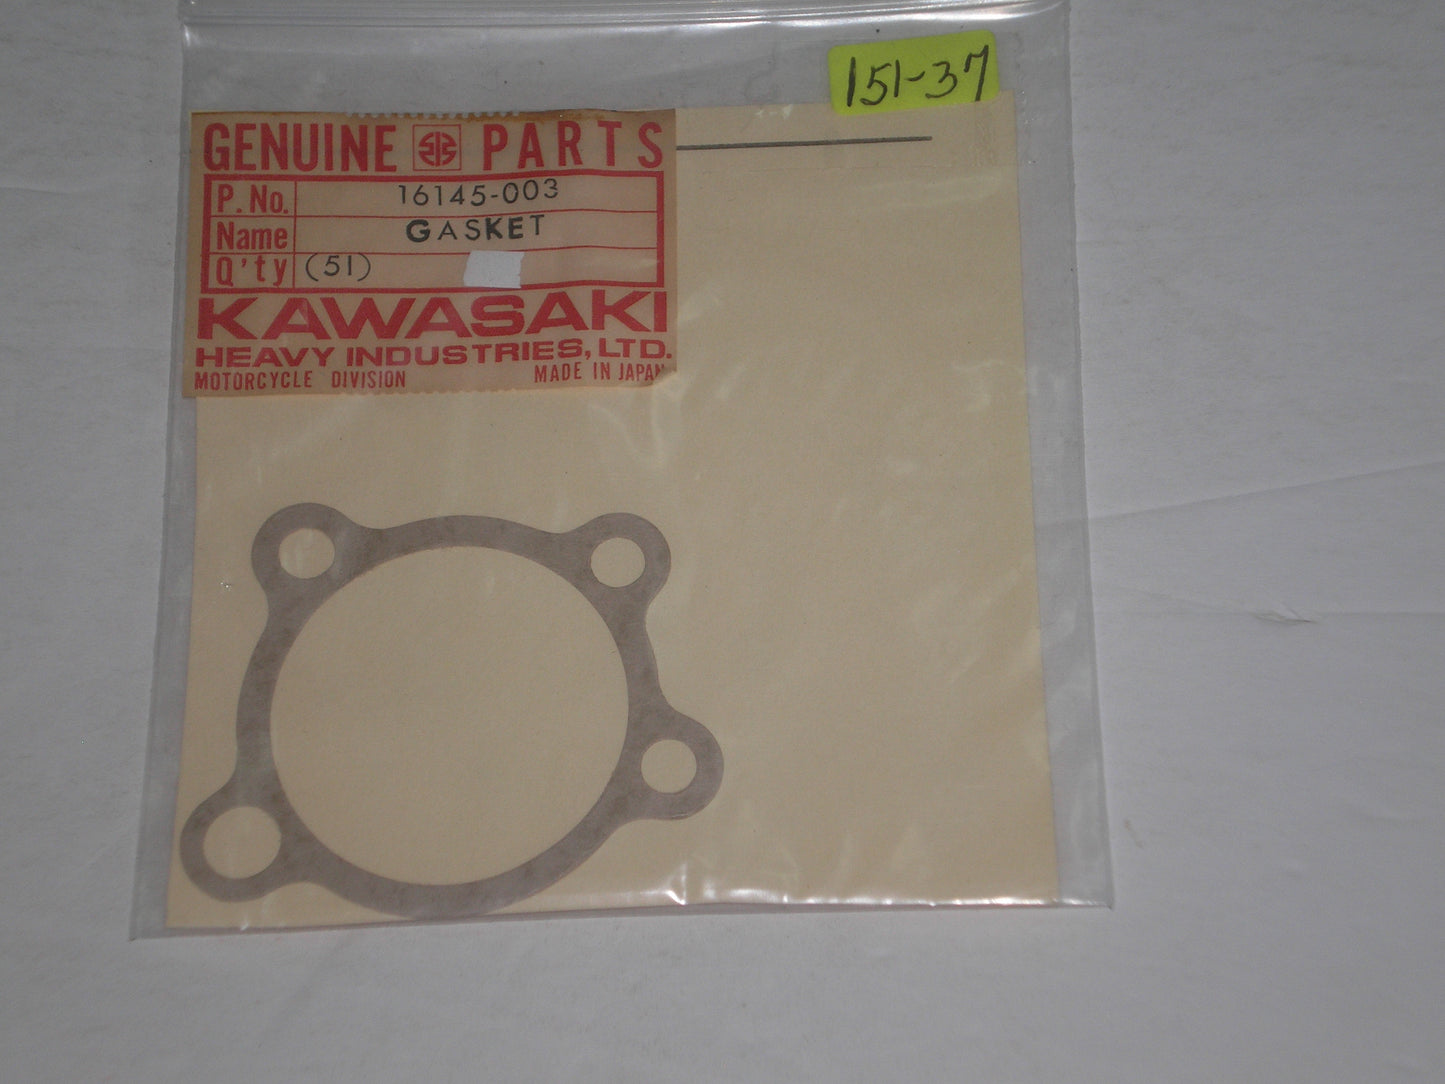 151-37
GENUINE PARTS
P. No. 16145-003
Name GASKET
Q'ty (51)
KAWASAKI
HEAVY INDUSTRIES, LTD.
MOTORCYCLE DIVISION MADE IN JAPAN